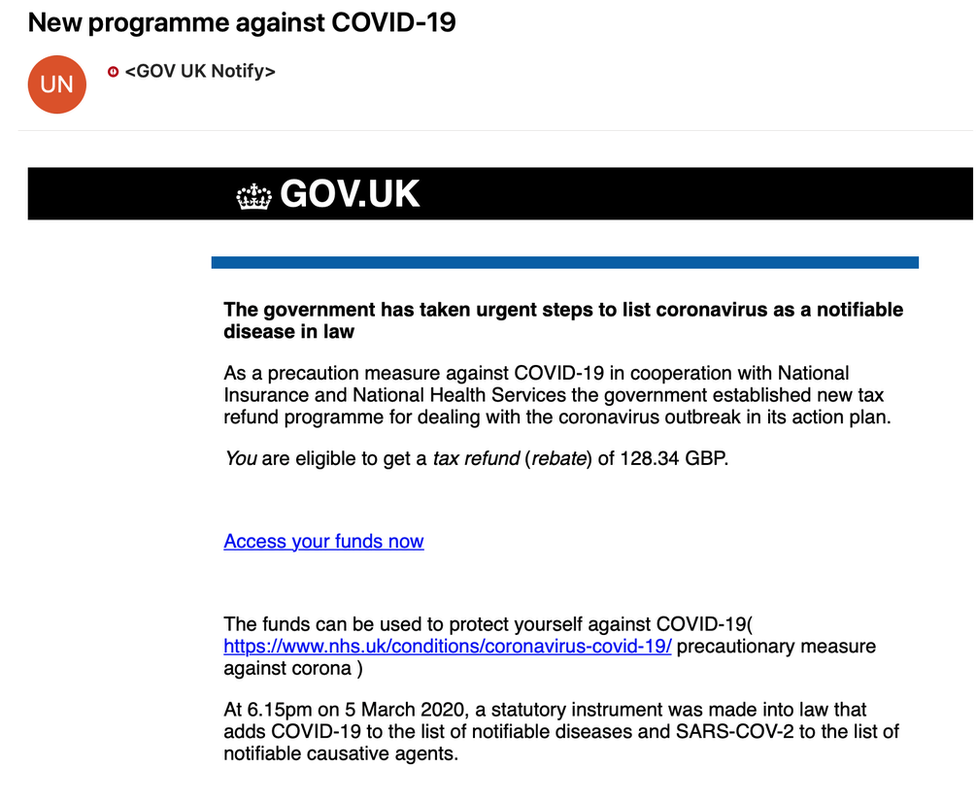 New programme against COVID-19
UN
<GOV UK Notify>
GOV.UK
The government has taken urgent steps to list coronavirus as a notifiable
disease in law
As a precaution measure against COVID-19 in cooperation with National
Insurance and National Health Services the government established new tax
refund programme for dealing with the coronavirus outbreak in its action plan.
You are eligible to get a tax refund (rebate) of 128.34 GBP.
Access your funds now
The funds can be used to protect yourself against COVID-19(
https://www.nhs.uk/conditions/coronavirus-covid-19/ precautionary measure
against corona )
At 6.15pm on 5 March 2020, a statutory instrument was made into law that
adds COVID-19 to the list of notifiable diseases and SARS-COV-2 to the list of
notifiable causative agents.